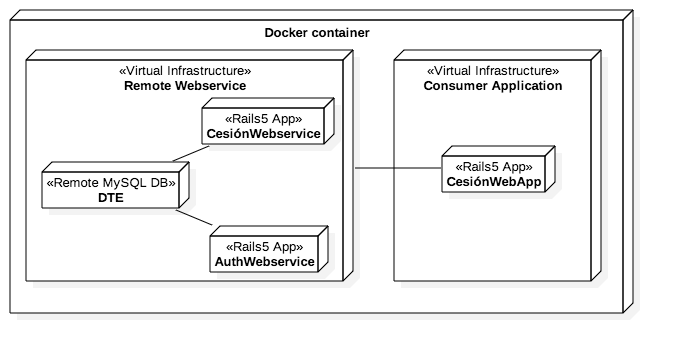 Docker container
«Virtual Infrastructure»
Remote Webservice
«Rails5 App»
CesiónWebservice
«Remote MySQL DB»
DTE
«Rails5 App»
AuthWebservice
«Virtual Infrastructure»
Consumer Application
«Rails5 App»
CesiónWebApp